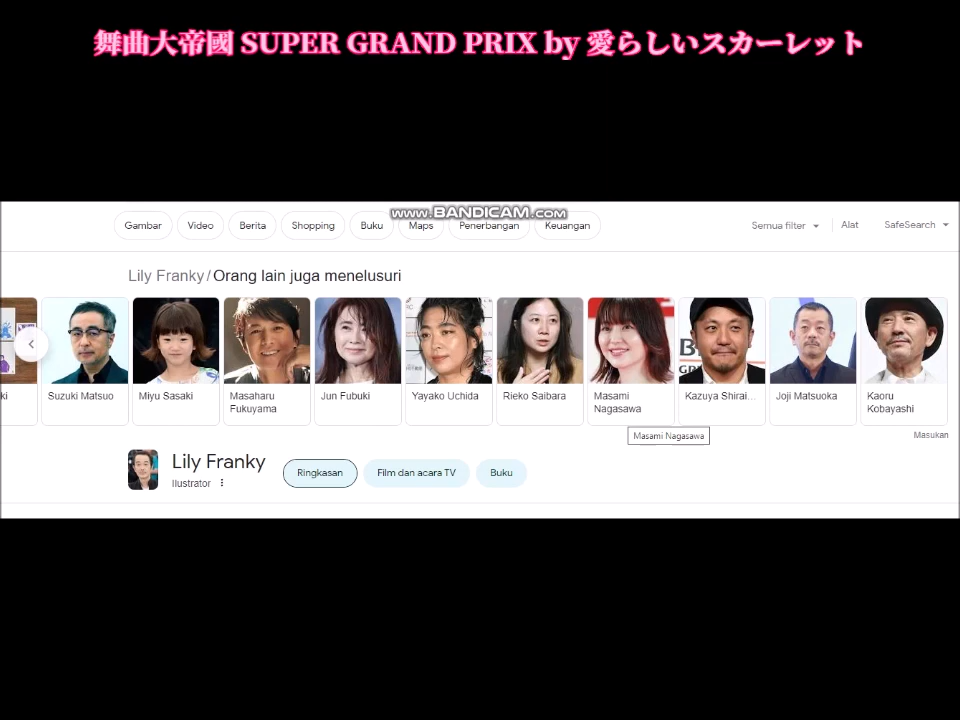 舞曲大帝國 SUPER GRAND PRIX by 愛らしいスカーレット
www.BANDICAM.com
Gambar Video Berita Shopping Buku Maps Penerbangan Keuangan Semua filter Alat SafeSearch
Lily Franky/Orang lain juga menelusuri
ki
Suzuki Matsuo
Miyu Sasaki
Masaharu
Fukuyama
Jun Fubuki
Yayako Uchida
Rieko Saibara
Masami
Nagasawa
Kazuya Shirai...
Joji Matsuoka
Kaoru
Kobayashi
Masami Nagasawa
Masukan
Lily Franky
Ilustrator
Ringkasan Film dan acara TV Buku